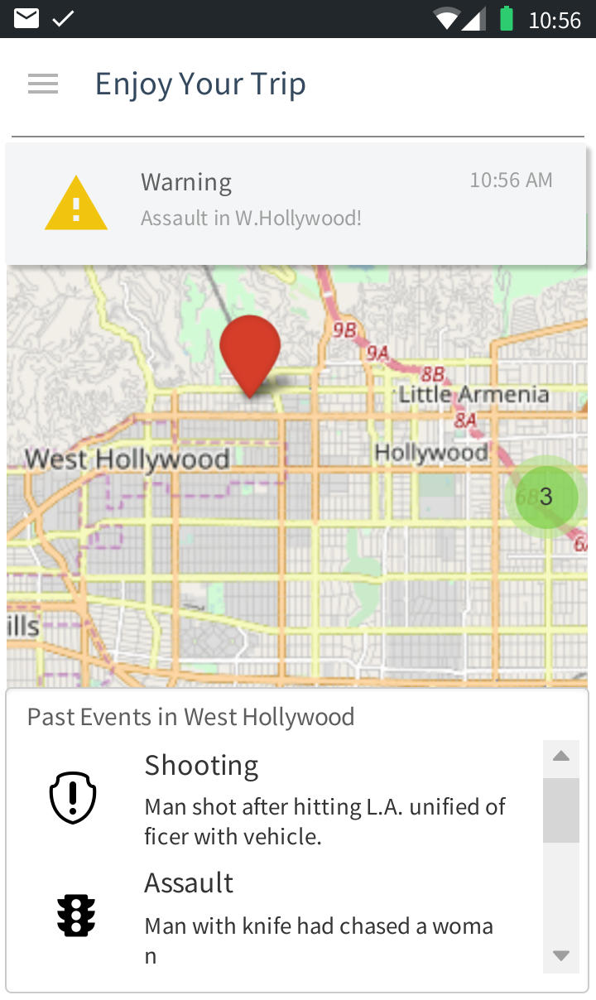 10:56
Enjoy Your Trip
Warning
10:56 AM
Assault in W.Hollywood!
9B
9A
8B
Little Armenia
8A
West Hollywood
Hollywood
6B
3
6A
ills
Past Events in West Hollywood
Shooting
Man shot after hitting L.A. unified of
ficer with vehicle.
Assault
Man with knife had chased a woma
n